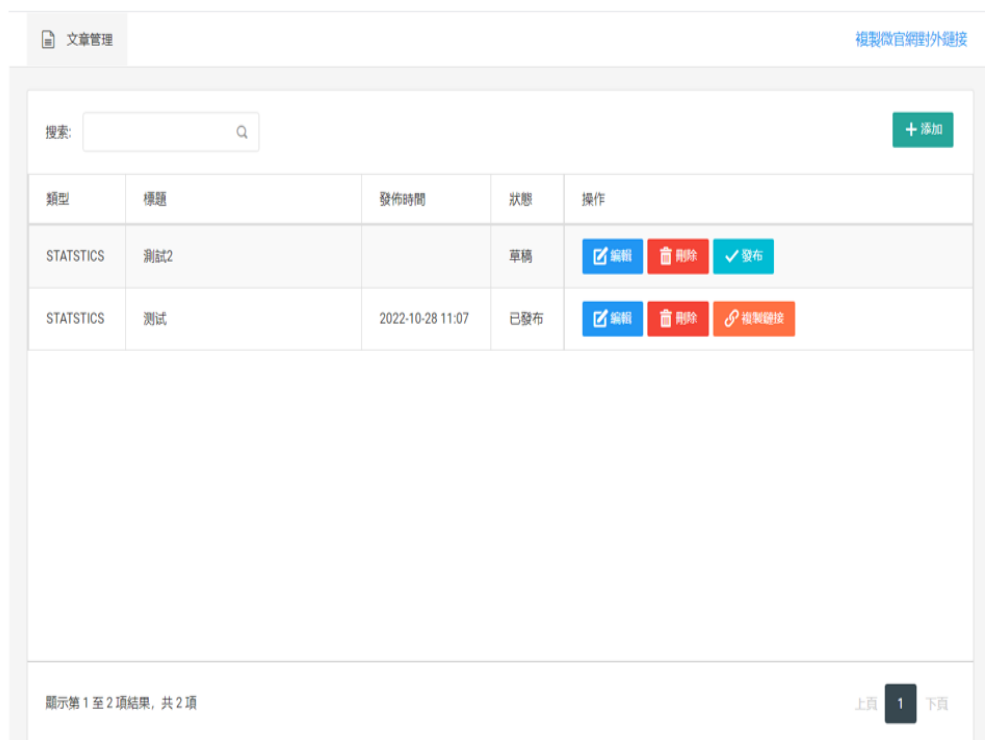 文章管理 複製微官網對外鏈接
搜索: 添加
類型 標題 發佈時間 狀態 操作
STATSTICS 測試2 草稿 編輯 刪除 發布
STATSTICS 测试 2022-10-28 11:07 已發布 編輯 刪除 複製鏈接
顯示第 1 至 2 項結果，共 2 項 上頁 1 下頁